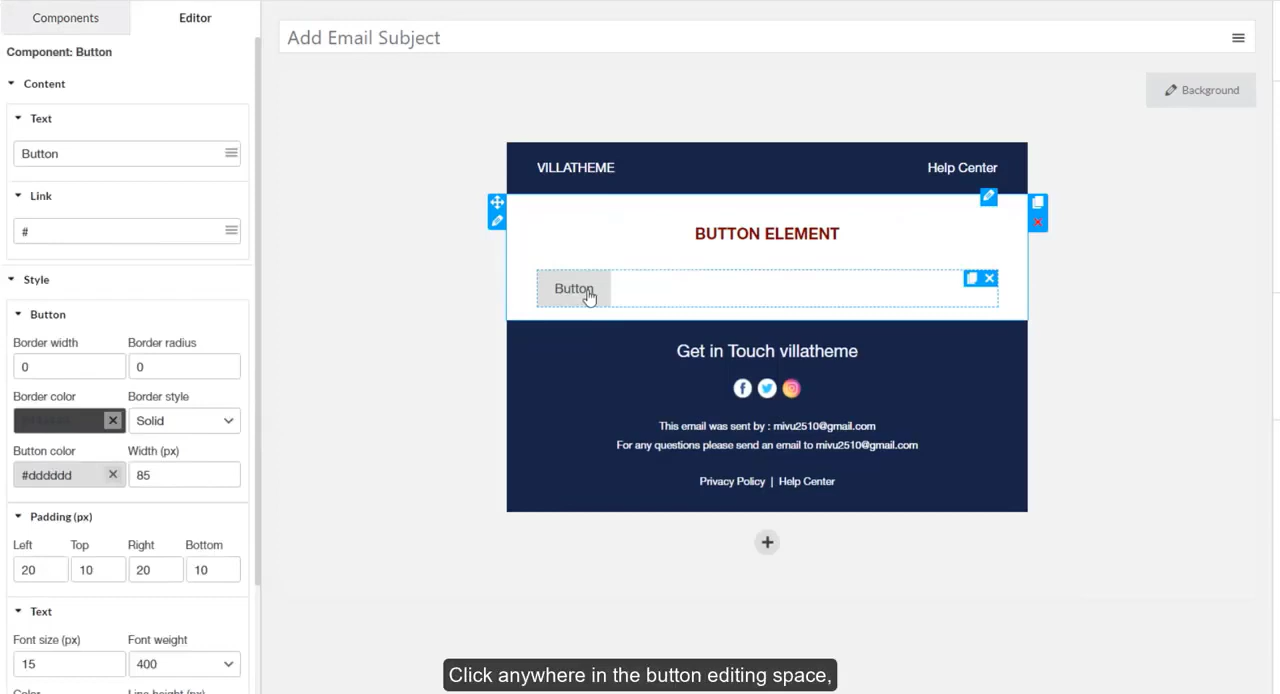 Components
Editor
Component: Button
Content
Text
Button
Link
#
Style
Button
Border width
Border radius
0
0
Border color
Border style
Solid
Button color
Width (px)
#dddddd
85
Padding (px)
Left
Top
Right
Bottom
20
10
20
10
Text
Font size (px)
Font weight
15
400
Add Email Subject
Background
VILLATHEME
Help Center
BUTTON ELEMENT
Button
Get in Touch villatheme
This email was sent by : mivu2510@gmail.com
For any questions please send an email to mivu2510@gmail.com
Privacy Policy | Help Center
Click anywhere in the button editing space,